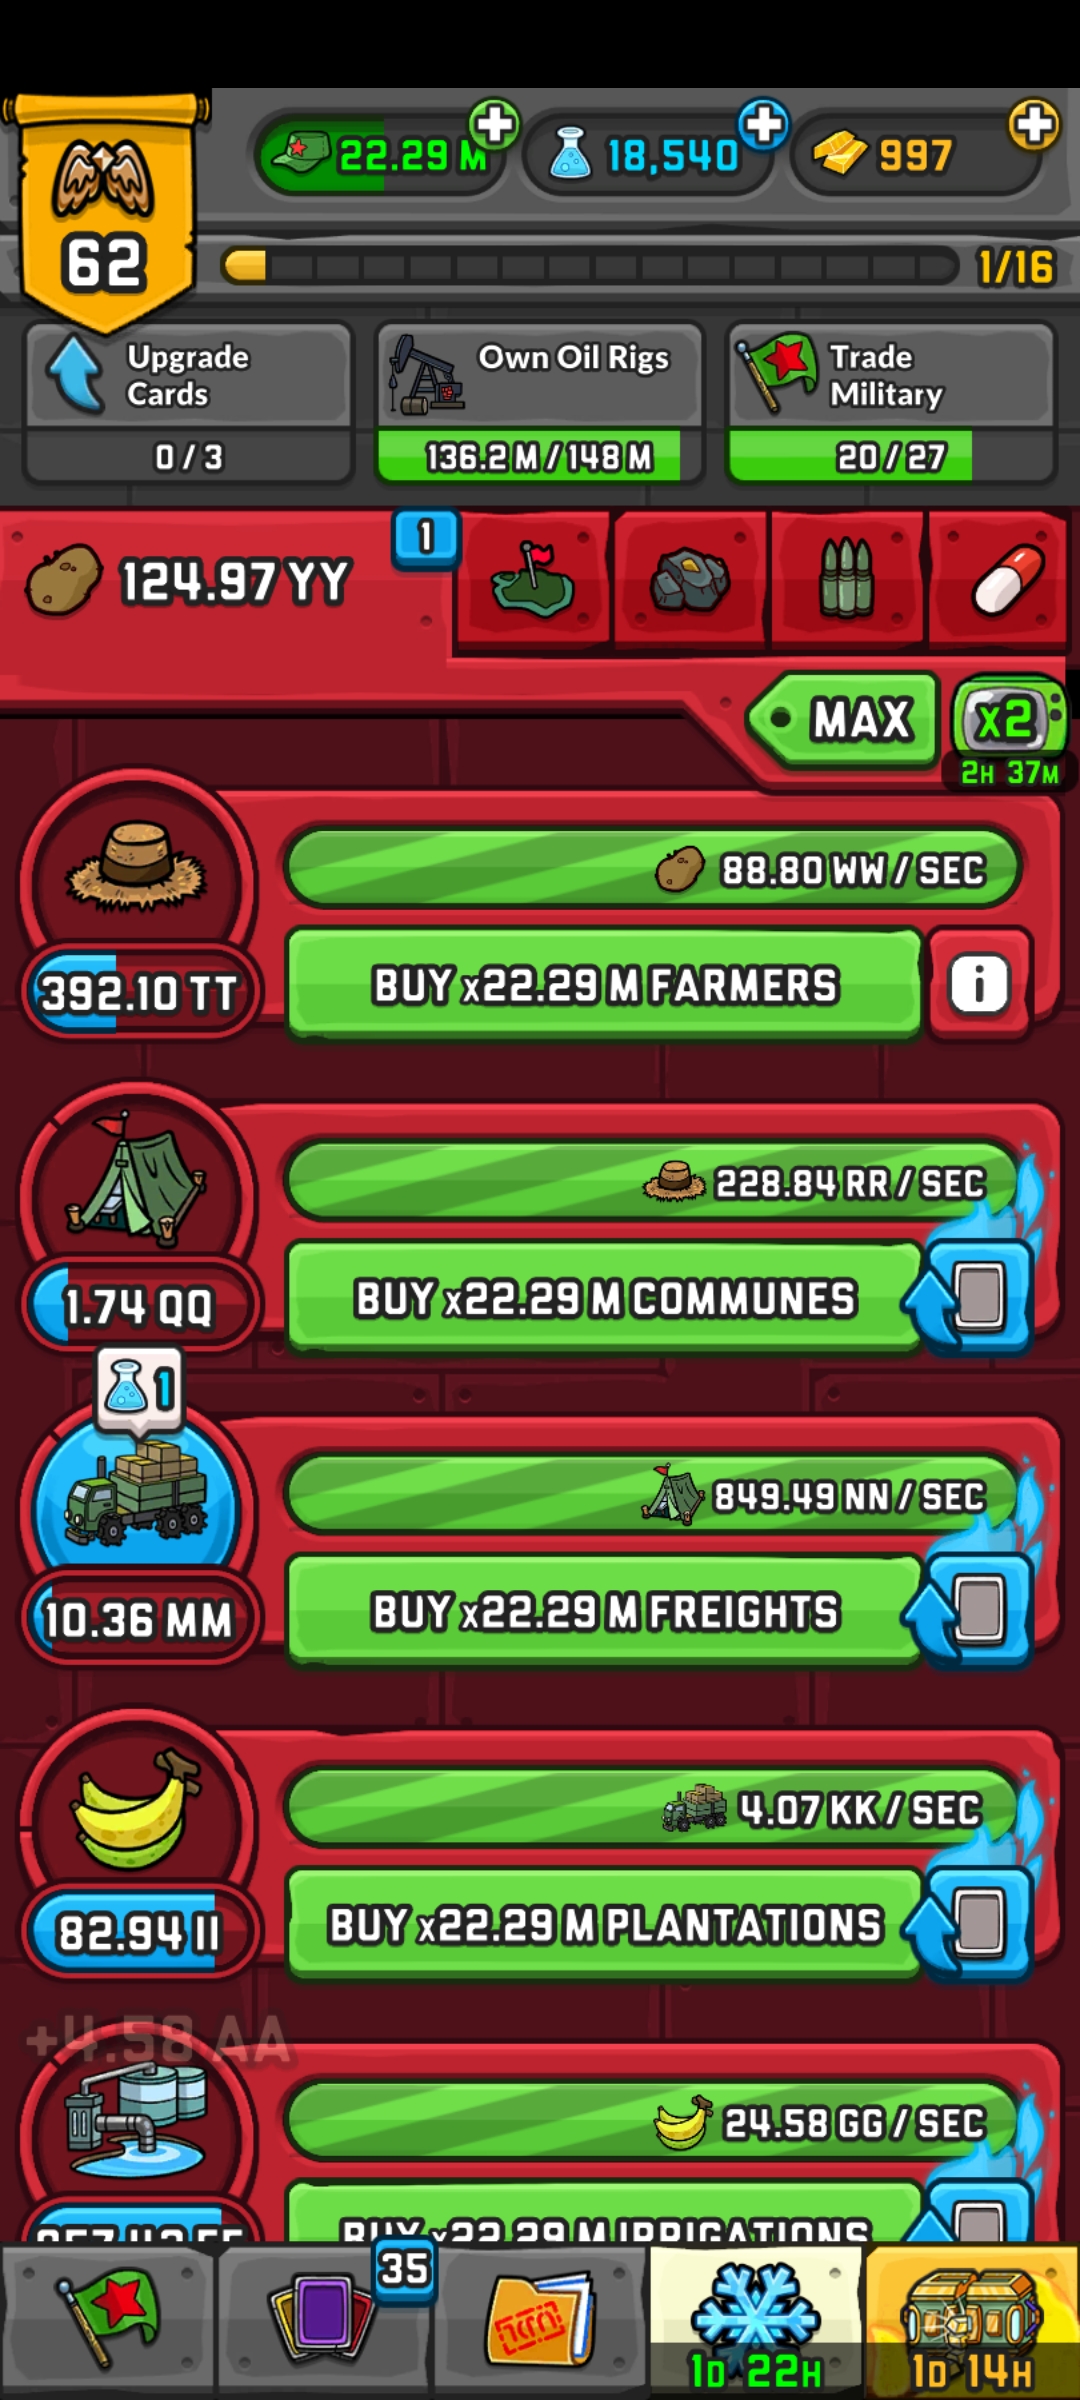 22.29 M
18,540
997
62
1/16
Upgrade
Cards
0 / 3
Own Oil Rigs
136.2 M / 148 M
Trade
Military
20 / 27
124.97 YY
1
MAX
x2
2H 37M
88.80 WW / SEC
392.10 TT
BUY x22.29 M FARMERS
i
228.84 RR / SEC
1.74 QQ
BUY x22.29 M COMMUNES
1
849.49 NN / SEC
10.36 MM
BUY x22.29 M FREIGHTS
4.07 KK / SEC
82.94 II
BUY x22.29 M PLANTATIONS
+4.58 AA
24.58 GG / SEC
BUY x22.29 M IRRIGATIONS
35
1D 22H
1D 14H